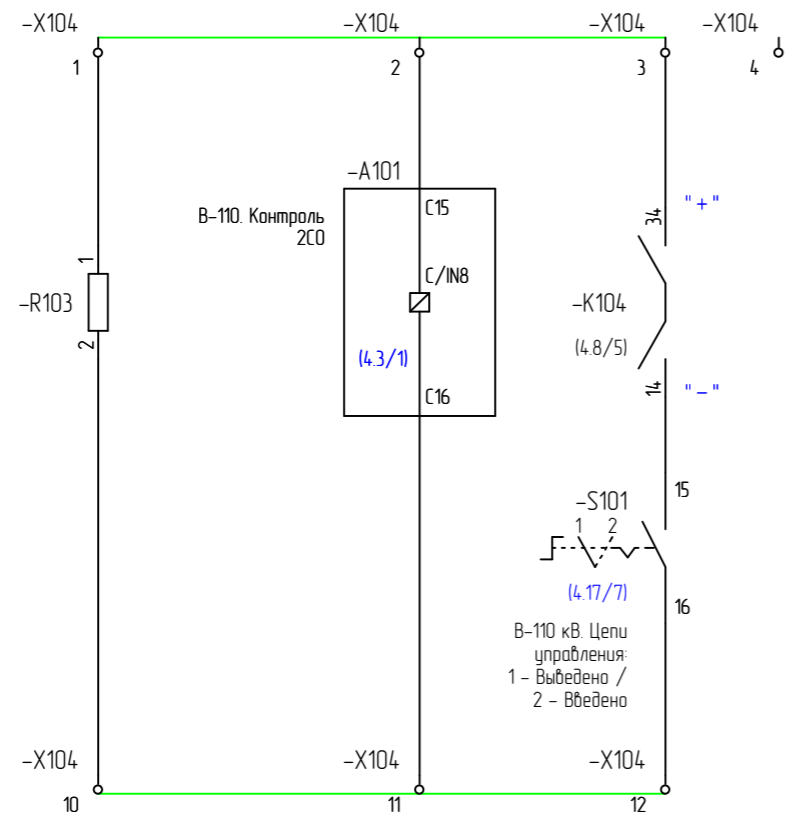 -X104
-X104
-X104
-X104
1
2
3
4
-A101
В-110. Контроль
2СО
C15
34
"+"
1
C/IN8
-R103
-K104
2
(4.3/1)
(4.8/5)
C16
14
"-"
15
-S101
1 2
(4.17/7)
16
В-110 кВ. Цепи
управления:
1 - Выведено /
2 - Введено
-X104
-X104
-X104
10
11
12